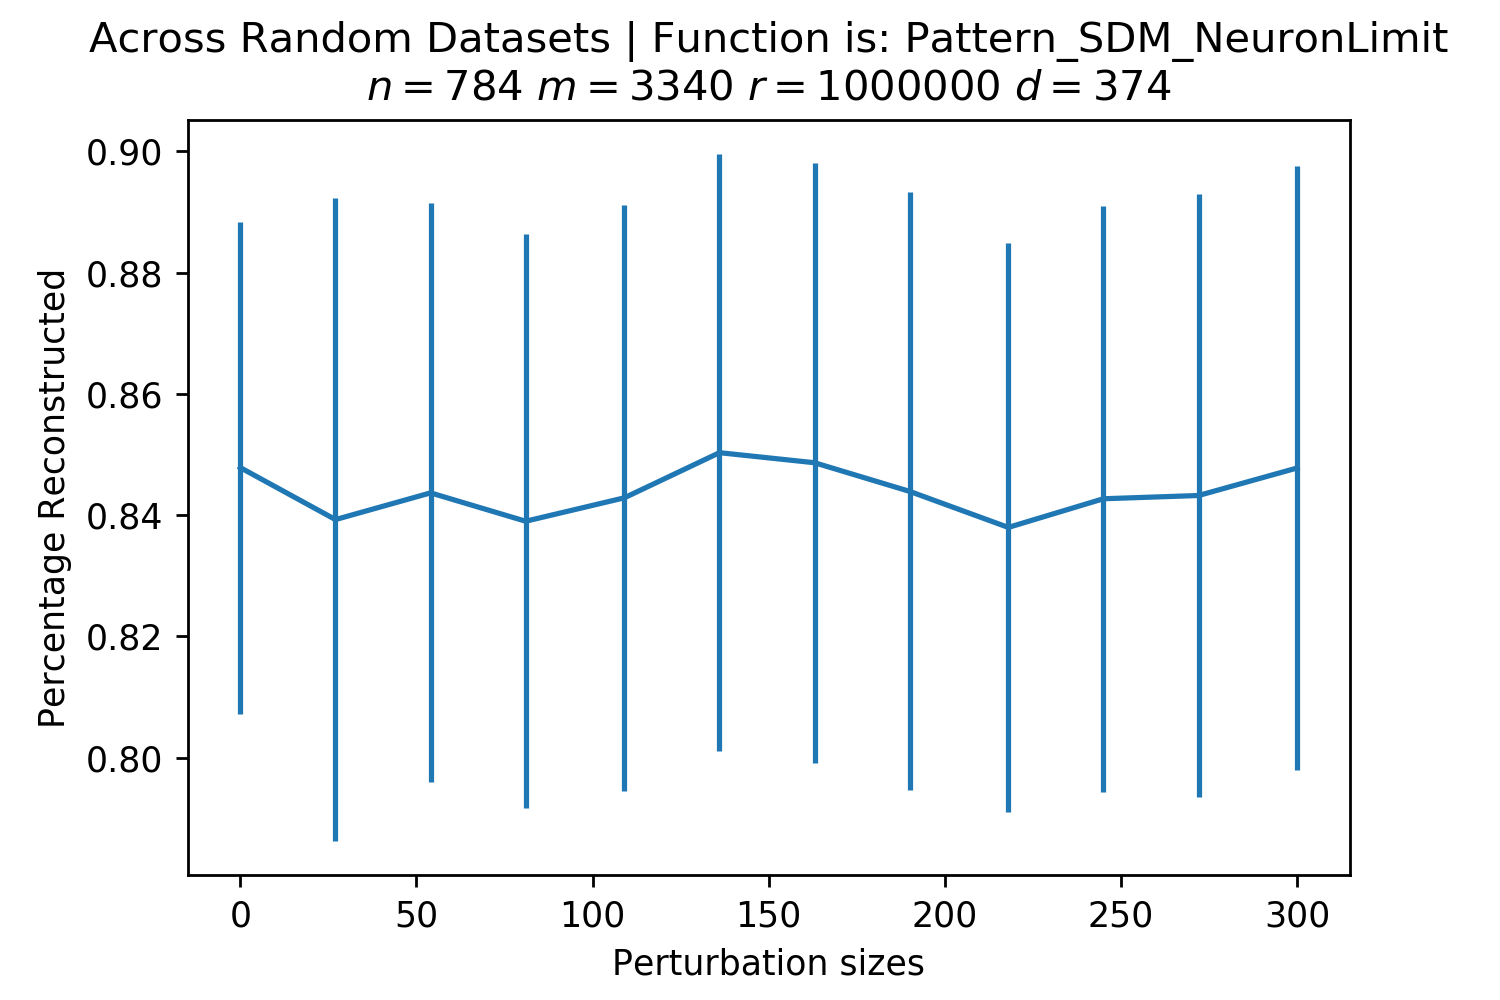 Across Random Datasets | Function is: Pattern_SDM_NeuronLimit
n = 784 m = 3340 r = 1000000 d = 374
0.90
0.88
0.86
0.84
0.82
0.80
Percentage Reconstructed
0 50 100 150 200 250 300
Perturbation sizes